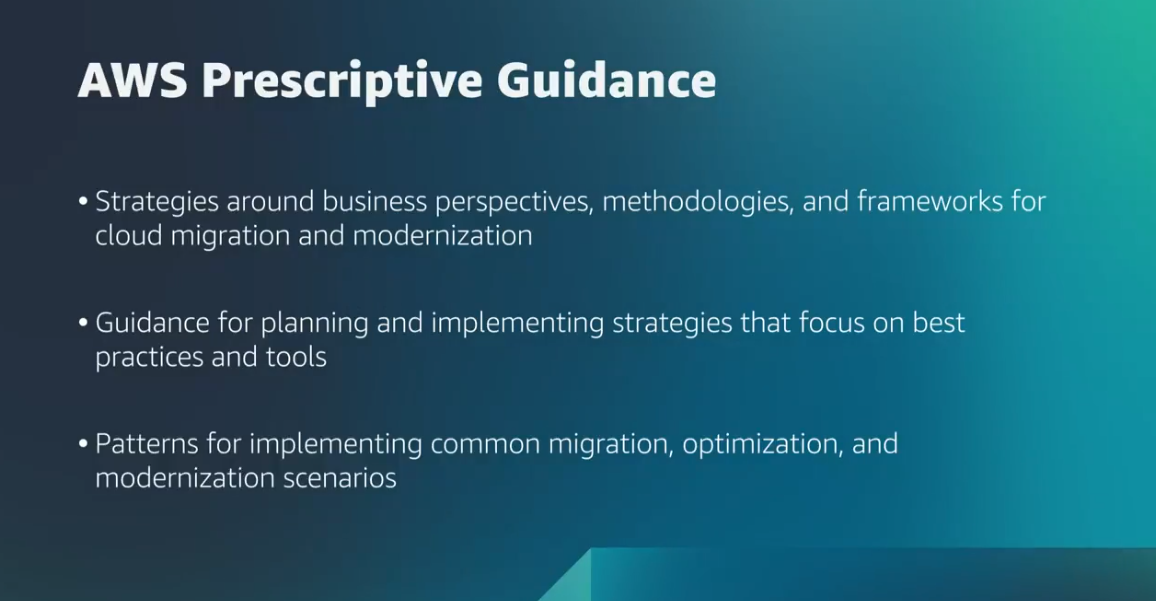 AWS Prescriptive Guidance
• Strategies around business perspectives, methodologies, and frameworks for
cloud migration and modernization
• Guidance for planning and implementing strategies that focus on best
practices and tools
• Patterns for implementing common migration, optimization, and
modernization scenarios